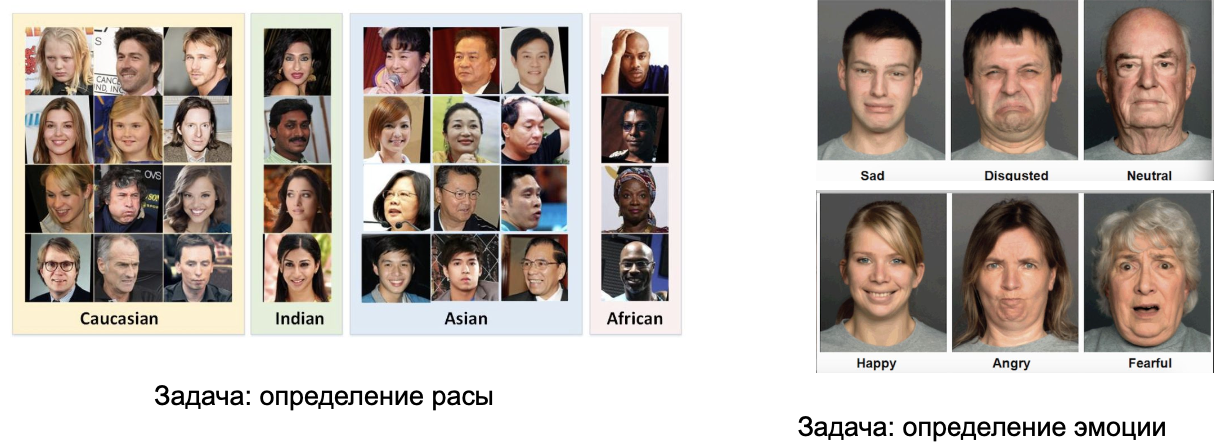 Caucasian
Indian
Asian
African
Задача: определение расы
Sad
Disgusted
Neutral
Happy
Angry
Fearful
Задача: определение эмоции